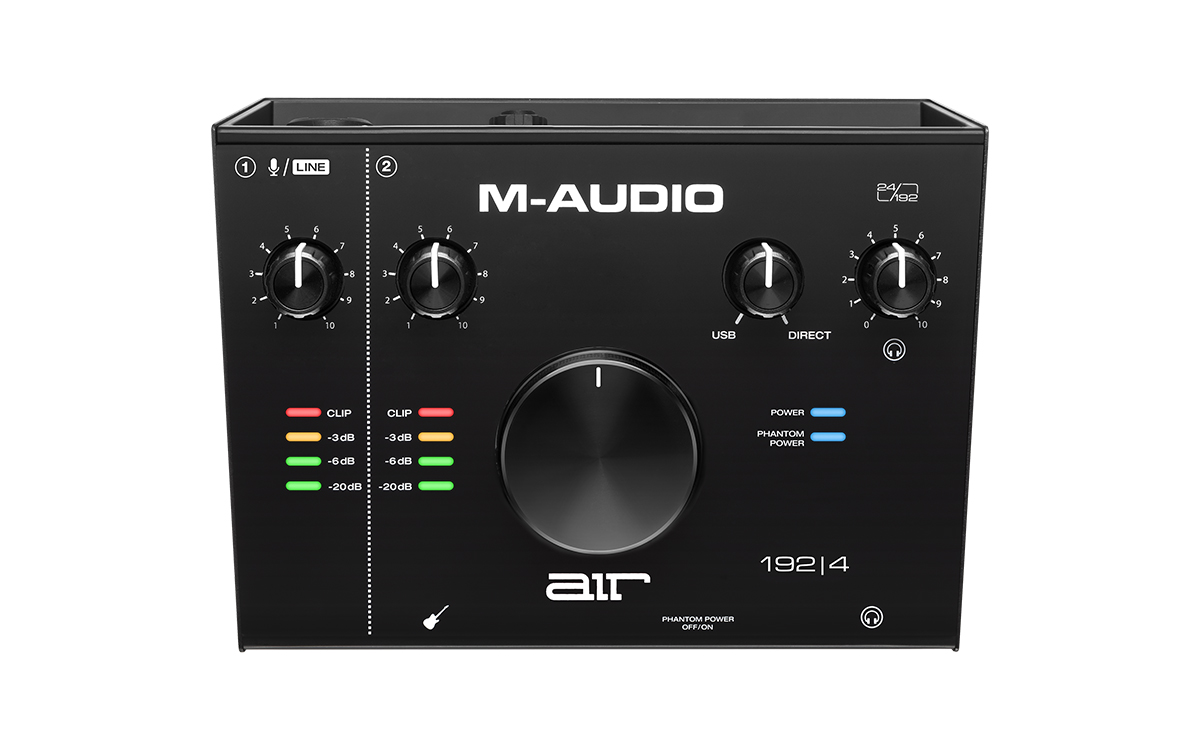 1 / LINE
2
M-AUDIO
24/192
1 2 3 4 5 6 7 8 9 10
1 2 3 4 5 6 7 8 9 10
USB DIRECT
0 1 2 3 4 5 6 7 8 9 10
CLIP
-3dB
-6dB
-20dB
CLIP
-3dB
-6dB
-20dB
POWER
PHANTOM
POWER
192|4
air
PHANTOM POWER
OFF/ON